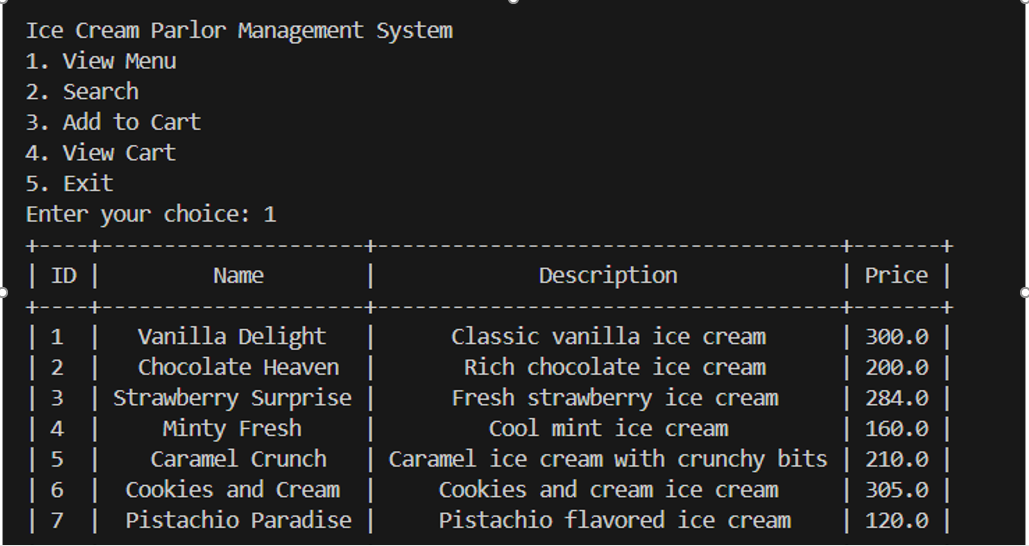 Ice Cream Parlor Management System
1. View Menu
2. Search
3. Add to Cart
4. View Cart
5. Exit
Enter your choice: 1
+----+---------------------+-------------------------------------+-------+
| ID |         Name        |             Description             | Price |
+----+---------------------+-------------------------------------+-------+
| 1  |   Vanilla Delight   |      Classic vanilla ice cream      | 300.0 |
| 2  |   Chocolate Heaven  |       Rich chocolate ice cream      | 200.0 |
| 3  | Strawberry Surprise |      Fresh strawberry ice cream     | 284.0 |
| 4  |     Minty Fresh     |         Cool mint ice cream         | 160.0 |
| 5  |    Caramel Crunch   | Caramel ice cream with crunchy bits | 210.0 |
| 6  |  Cookies and Cream  |     Cookies and cream ice cream     | 305.0 |
| 7  |  Pistachio Paradise |     Pistachio flavored ice cream    | 120.0 |